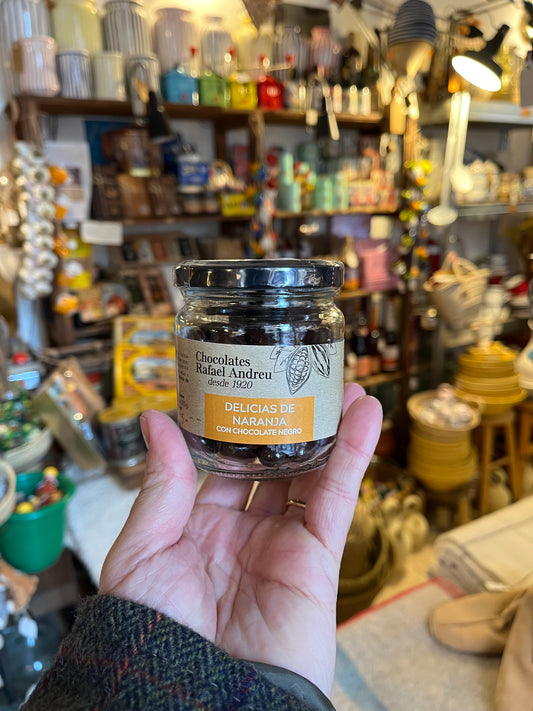 Chocolates
Rafael Andreu
desde 1920
DELICIAS DE
NARANJA
CON CHOCOLATE NEGRO